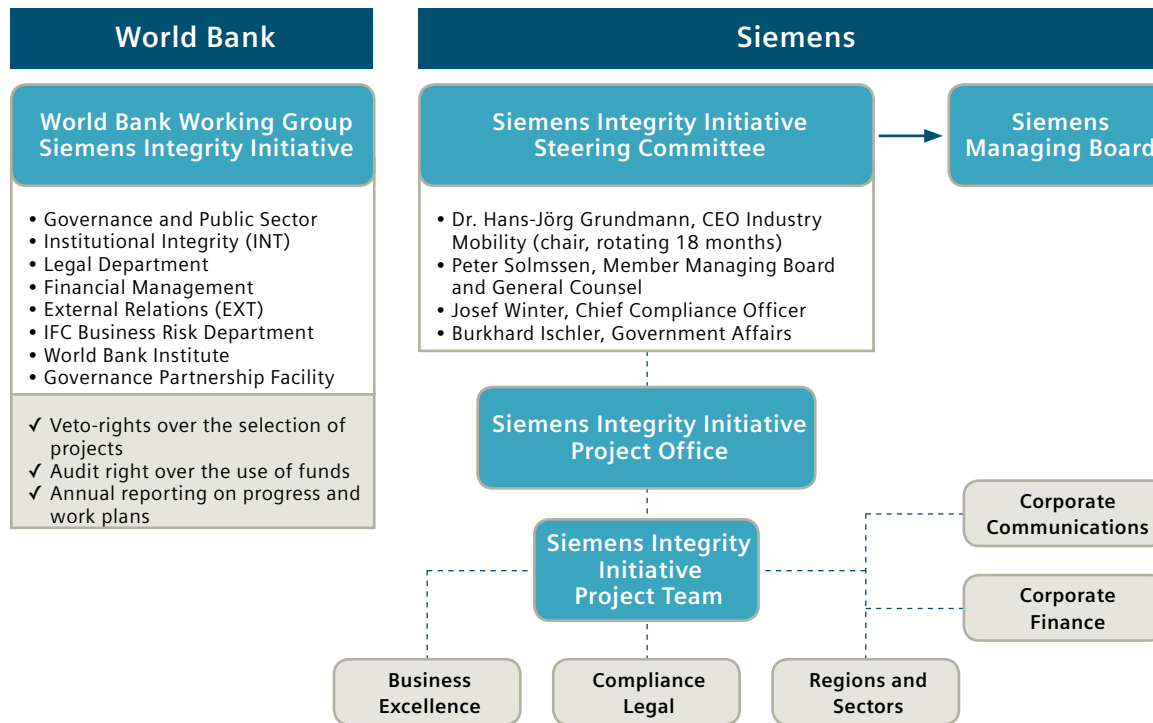 World Bank
World Bank Working Group
Siemens Integrity Initiative
• Governance and Public Sector
• Institutional Integrity (INT)
• Legal Department
• Financial Management
• External Relations (EXT)
• IFC Business Risk Department
• World Bank Institute
• Governance Partnership Facility
✓ Veto-rights over the selection of
projects
✓ Audit right over the use of funds
✓ Annual reporting on progress and
work plans
Siemens
Siemens Integrity Initiative
Steering Committee
• Dr. Hans-Jörg Grundmann, CEO Industry
Mobility (chair, rotating 18 months)
• Peter Solmssen, Member Managing Board
and General Counsel
• Josef Winter, Chief Compliance Officer
• Burkhard Ischler, Government Affairs
Siemens
Managing Board
Siemens Integrity Initiative
Project Office
Siemens Integrity
Initiative
Project Team
Corporate
Communications
Corporate
Finance
Business
Excellence
Compliance
Legal
Regions and
Sectors